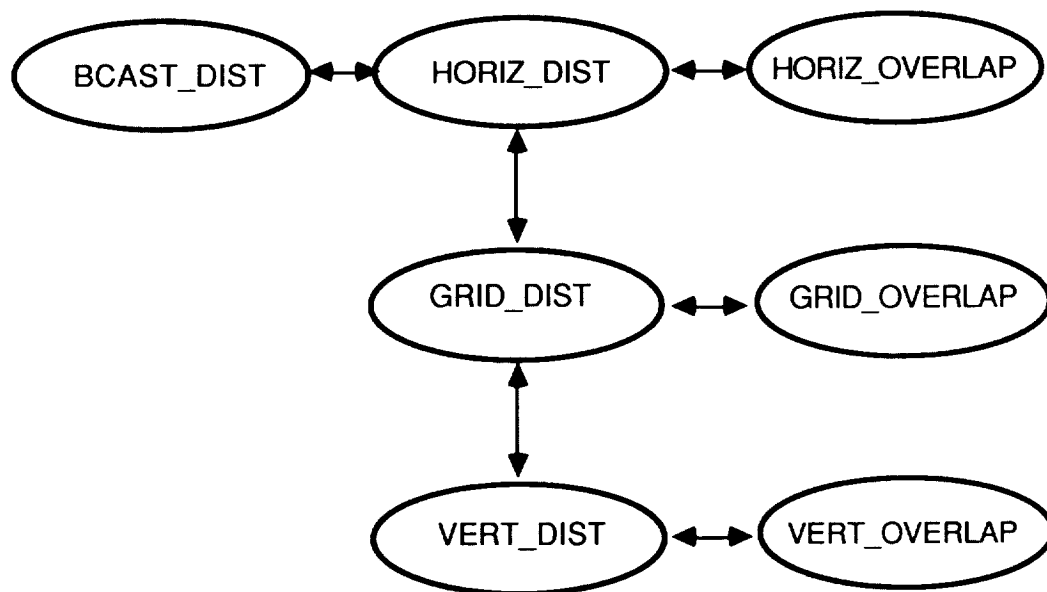 BCAST_DIST
HORIZ_DIST
HORIZ_OVERLAP
GRID_DIST
GRID_OVERLAP
VERT_DIST
VERT_OVERLAP